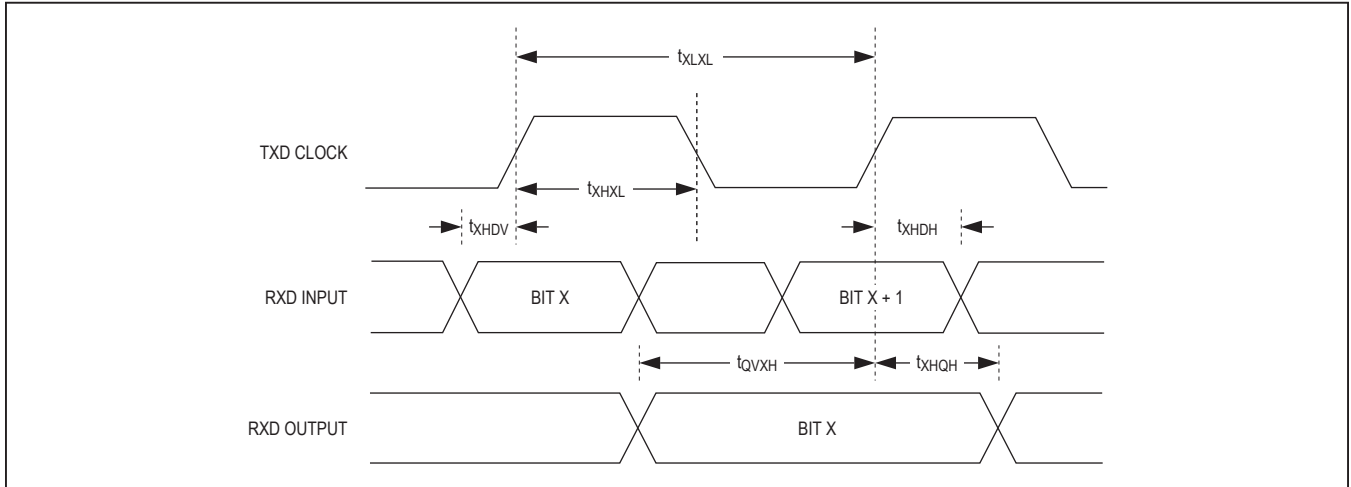 tXLXL
TXD CLOCK
tXHXL
tXHDV
tXHDH
RXD INPUT
BIT X
BIT X + 1
tQVXH
tXHQH
RXD OUTPUT
BIT X